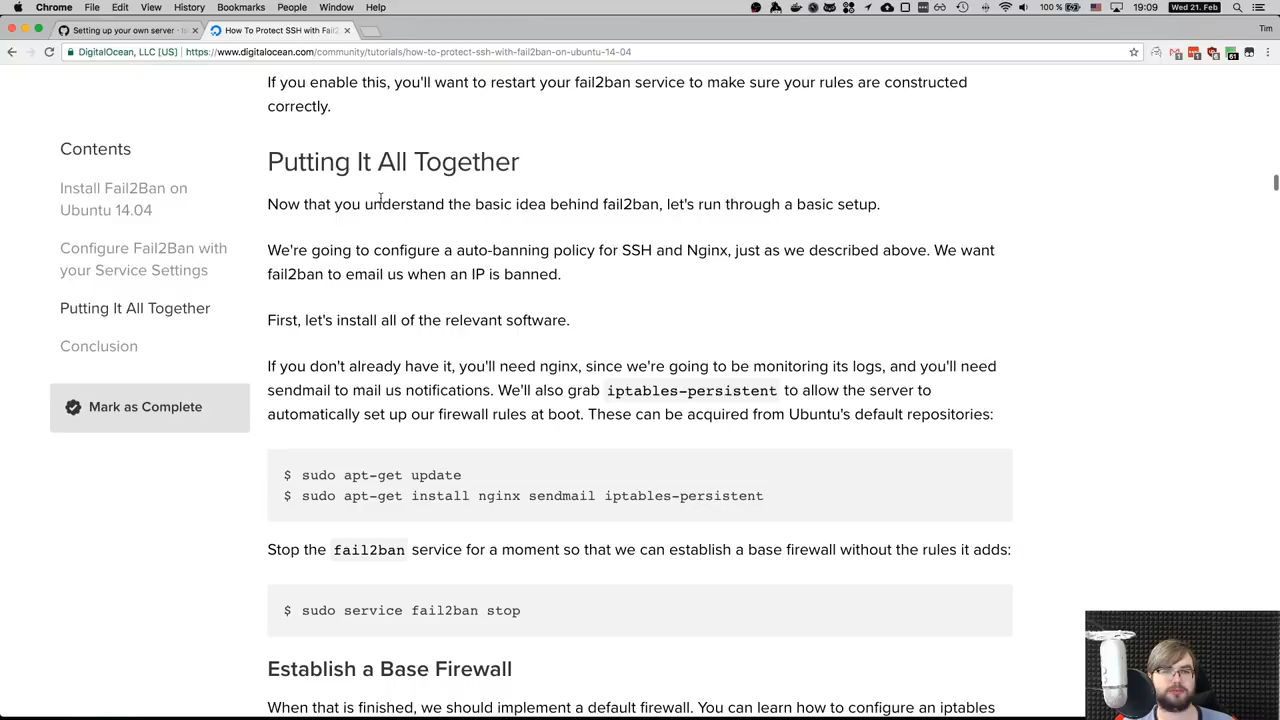 Chrome File Edit View History Bookmarks People Window Help 100 % 19:09 Wed 21. Feb
Setting up your own server - Is How To Protect SSH with Fail2 Tim
DigitalOcean, LLC [US] https://www.digitalocean.com/community/tutorials/how-to-protect-ssh-with-fail2ban-on-ubuntu-14-04
If you enable this, you'll want to restart your fail2ban service to make sure your rules are constructed
correctly.
Contents
Install Fail2Ban on
Ubuntu 14.04
Configure Fail2Ban with
your Service Settings
Putting It All Together
Conclusion
Mark as Complete
Putting It All Together
Now that you understand the basic idea behind fail2ban, let's run through a basic setup.
We're going to configure a auto-banning policy for SSH and Nginx, just as we described above. We want
fail2ban to email us when an IP is banned.
First, let's install all of the relevant software.
If you don't already have it, you'll need nginx, since we're going to be monitoring its logs, and you'll need
sendmail to mail us notifications. We'll also grab iptables-persistent to allow the server to
automatically set up our firewall rules at boot. These can be acquired from Ubuntu's default repositories:
$ sudo apt-get update
$ sudo apt-get install nginx sendmail iptables-persistent
Stop the fail2ban service for a moment so that we can establish a base firewall without the rules it adds:
$ sudo service fail2ban stop
Establish a Base Firewall
When that is finished, we should implement a default firewall. You can learn how to configure an iptables